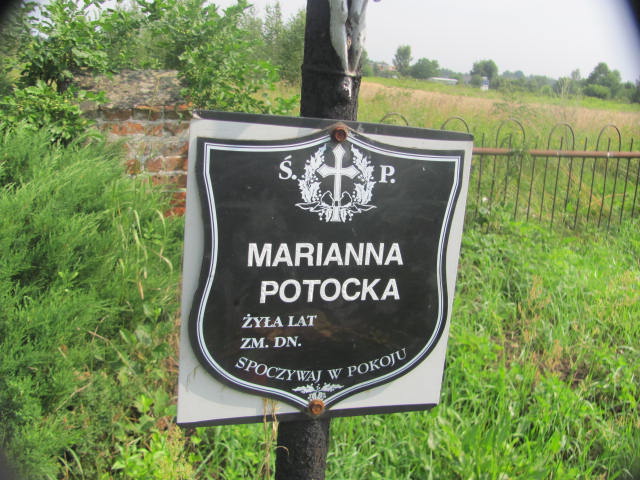 Ś. P.
MARIANNA
POTOCKA
ŻYŁA LAT
ZM. DN.
SPOCZYWAJ W POKOJU